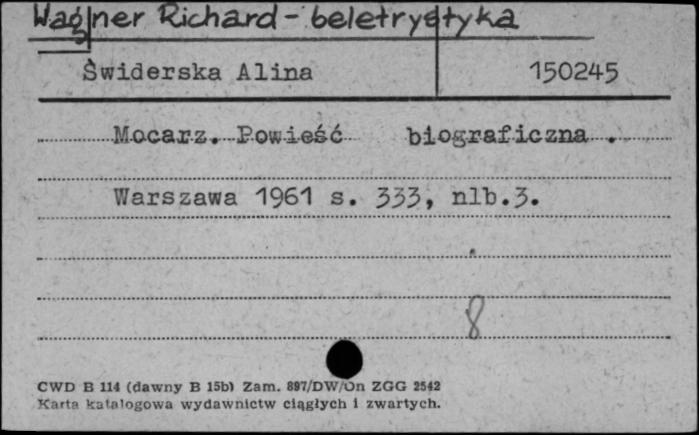 Wagner Richard - beletrystyka
Świderska Alina 150245
Mocarz. Powieść biograficzna.
Warszawa 1961 s. 333, nlb.3.
8
CWD B 114 (dawny B 15b) Zam. 897/DW/On ZGG 2542
Karta katalogowa wydawnictw ciągłych i zwartych.